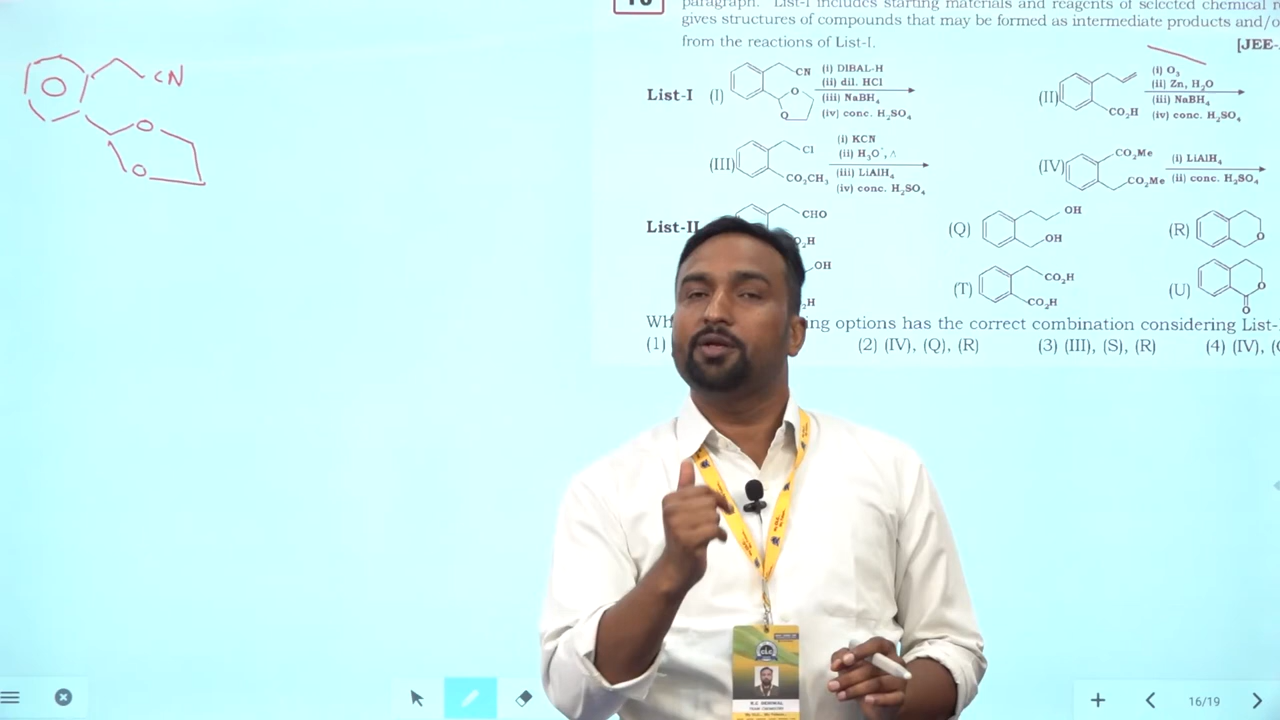 paragraph. List-I includes starting materials and reagents of selected chemical
gives structures of compounds that may be formed as intermediate products and/
from the reactions of List-I. [JEE-
List-I (I) CN (i) DIBAL-H (ii) dil. HCl (iii) NaBH₄ (iv) conc. H₂SO₄ O O
(II) CO₂H (i) O₃ (ii) Zn, H₂O (iii) NaBH₄ (iv) conc. H₂SO₄
(III) Cl CO₂CH₃ (i) KCN (ii) H₃O⁺, Δ (iii) LiAlH₄ (iv) conc. H₂SO₄
(IV) CO₂Me CO₂Me (i) LiAlH₄ (ii) conc. H₂SO₄
List-II CHO
(Q) OH OH
(R) O
OH
(T) CO₂H CO₂H
(U) O O
options has the correct combination considering List-
(1) (2) (IV), (Q), (R) (3) (III), (S), (R) (4) (IV),
O CN
O
O
16/19